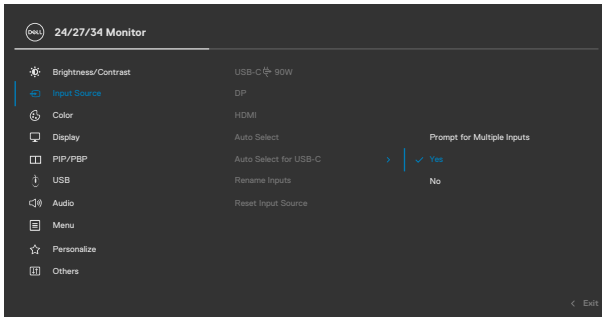 DELL
24/27/34 Monitor
Brightness/Contrast
USB-C 90W
Input Source
DP
Color
HDMI
Display
Auto Select
Prompt for Multiple Inputs
PIP/PBP
Auto Select for USB-C
Yes
USB
Rename Inputs
No
Audio
Reset Input Source
Menu
Personalize
Others
Exit